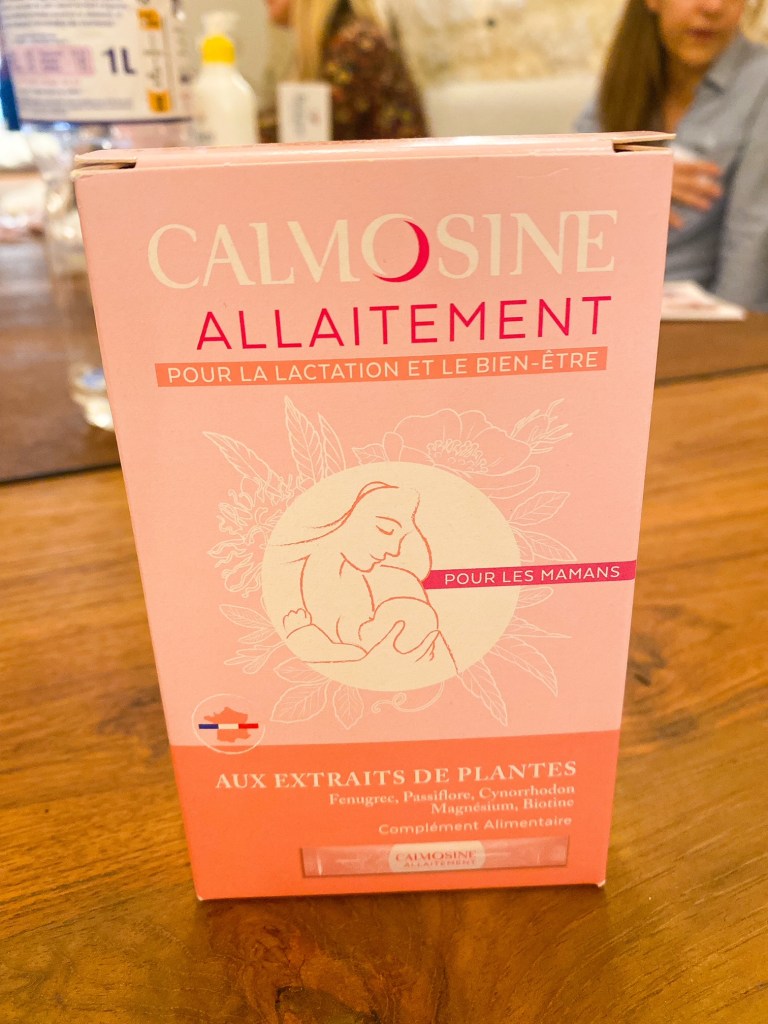 1L
CALMOSINE
ALLAITEMENT
POUR LA LACTATION ET LE BIEN-ÊTRE
POUR LES MAMANS
AUX EXTRAITS DE PLANTES
Fenugrec, Passiflore, Cynorrhodon
Magnésium, Biotine
Complément Alimentaire
CALMOSINE
ALLAITEMENT